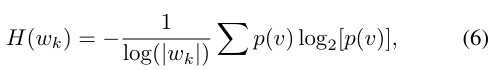 H(w_k) = -\frac{1}{\log(|w_k|)} \sum p(v) \log_2[p(v)], (6)